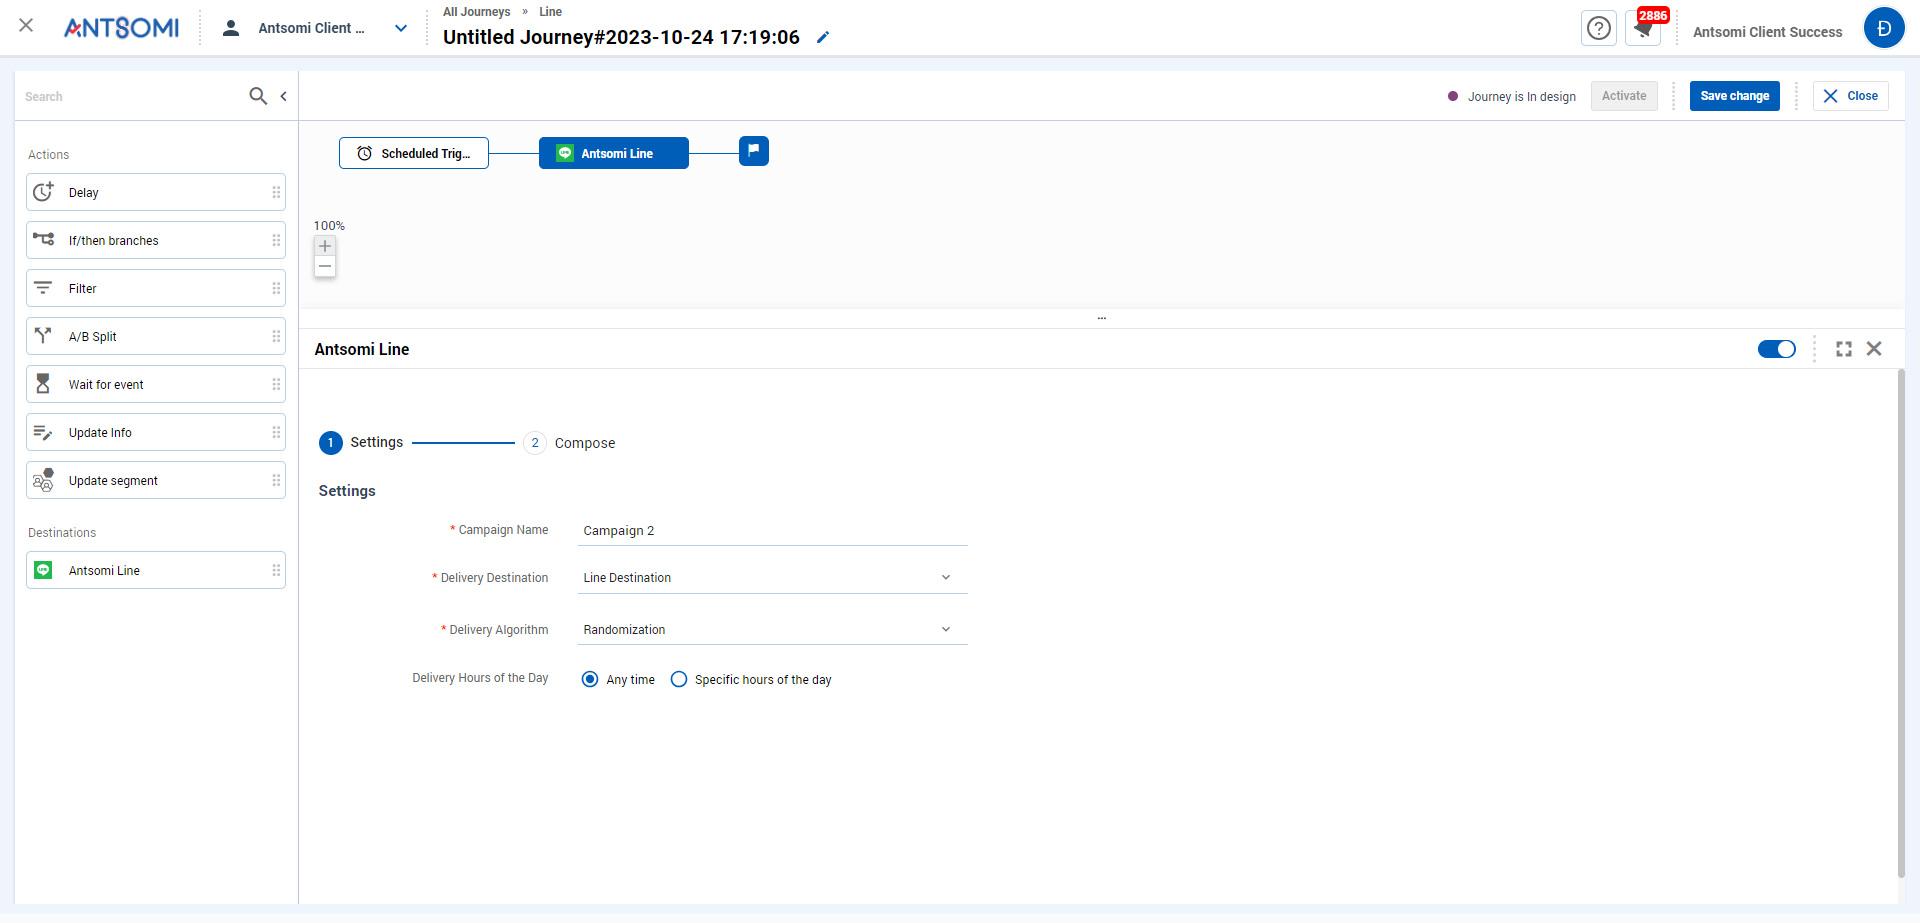 ANTSOMI
Antsomi Client ...
All Journeys » Line
Untitled Journey#2023-10-24 17:19:06
2886
Antsomi Client Success
Đ
Search
Journey is In design
Activate
Save change
Close
Actions
Delay
If/then branches
Filter
A/B Split
Wait for event
Update Info
Update segment
Destinations
Antsomi Line
Scheduled Trig...
Antsomi Line
100%
...
Antsomi Line
1 Settings
2 Compose
Settings
* Campaign Name
Campaign 2
* Delivery Destination
Line Destination
* Delivery Algorithm
Randomization
Delivery Hours of the Day
Any time
Specific hours of the day